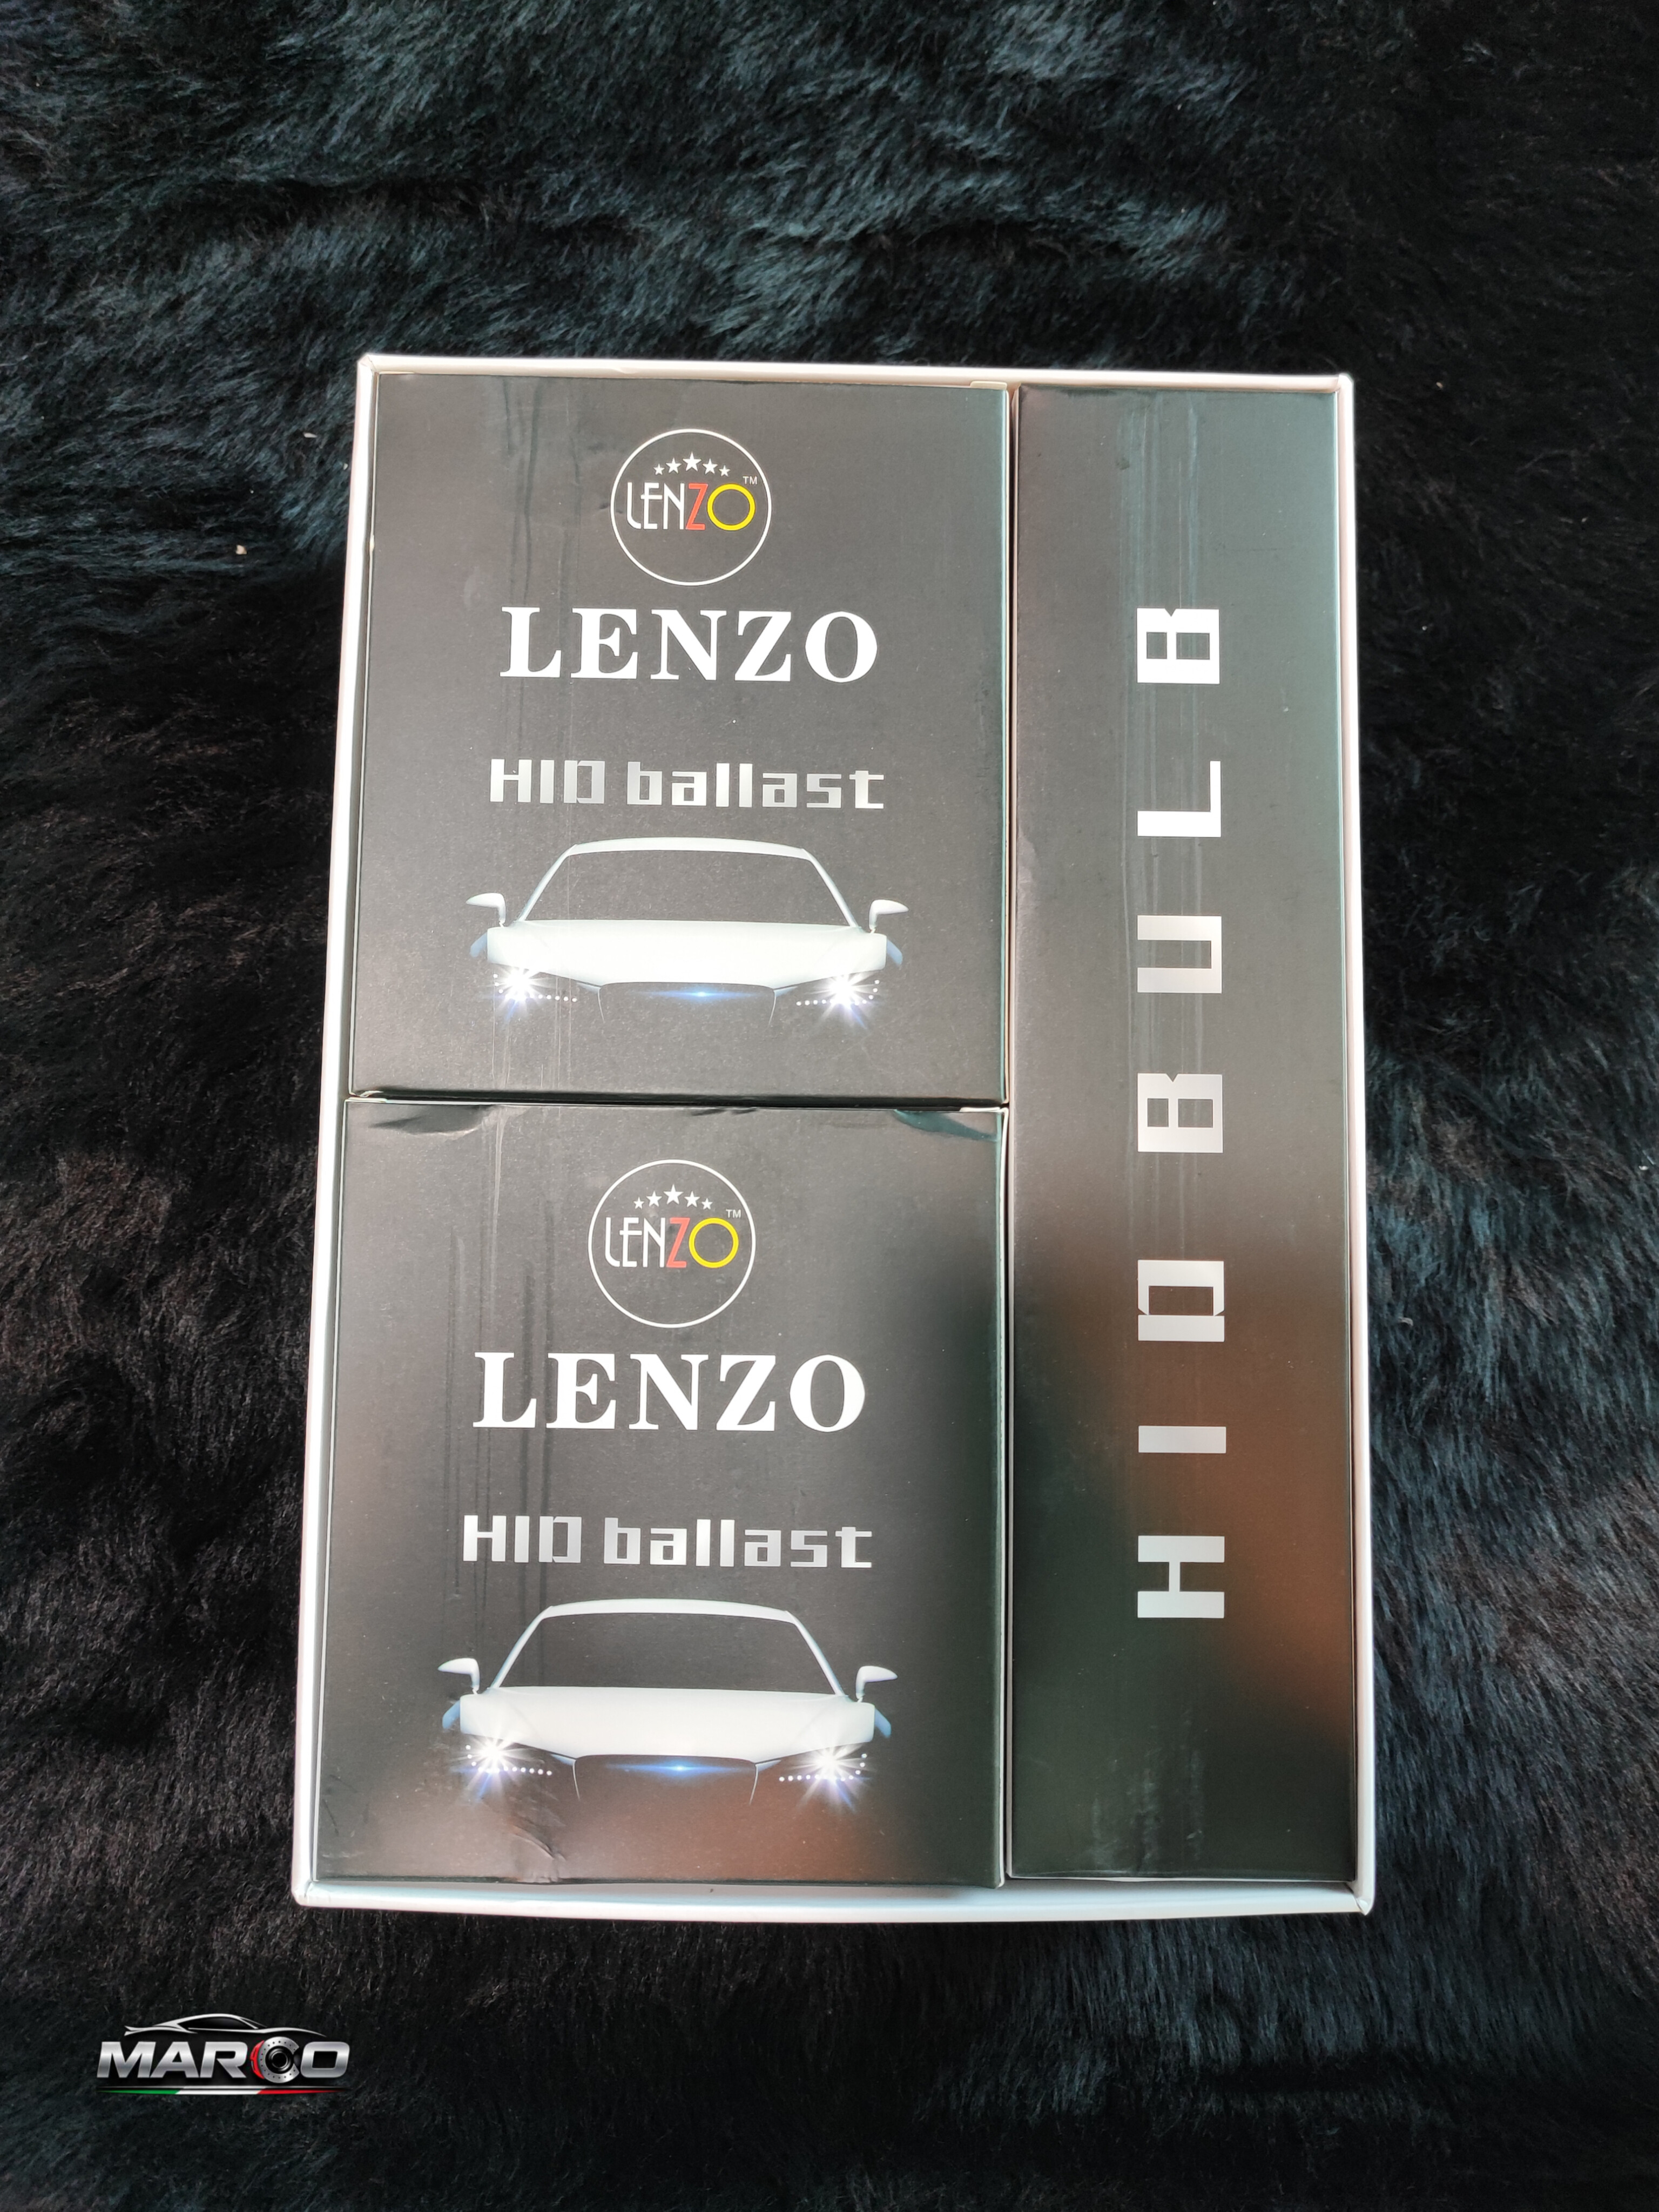 LENZO TM
LENZO
HID ballast
LENZO TM
LENZO
HID ballast
HID BULB
MARCO